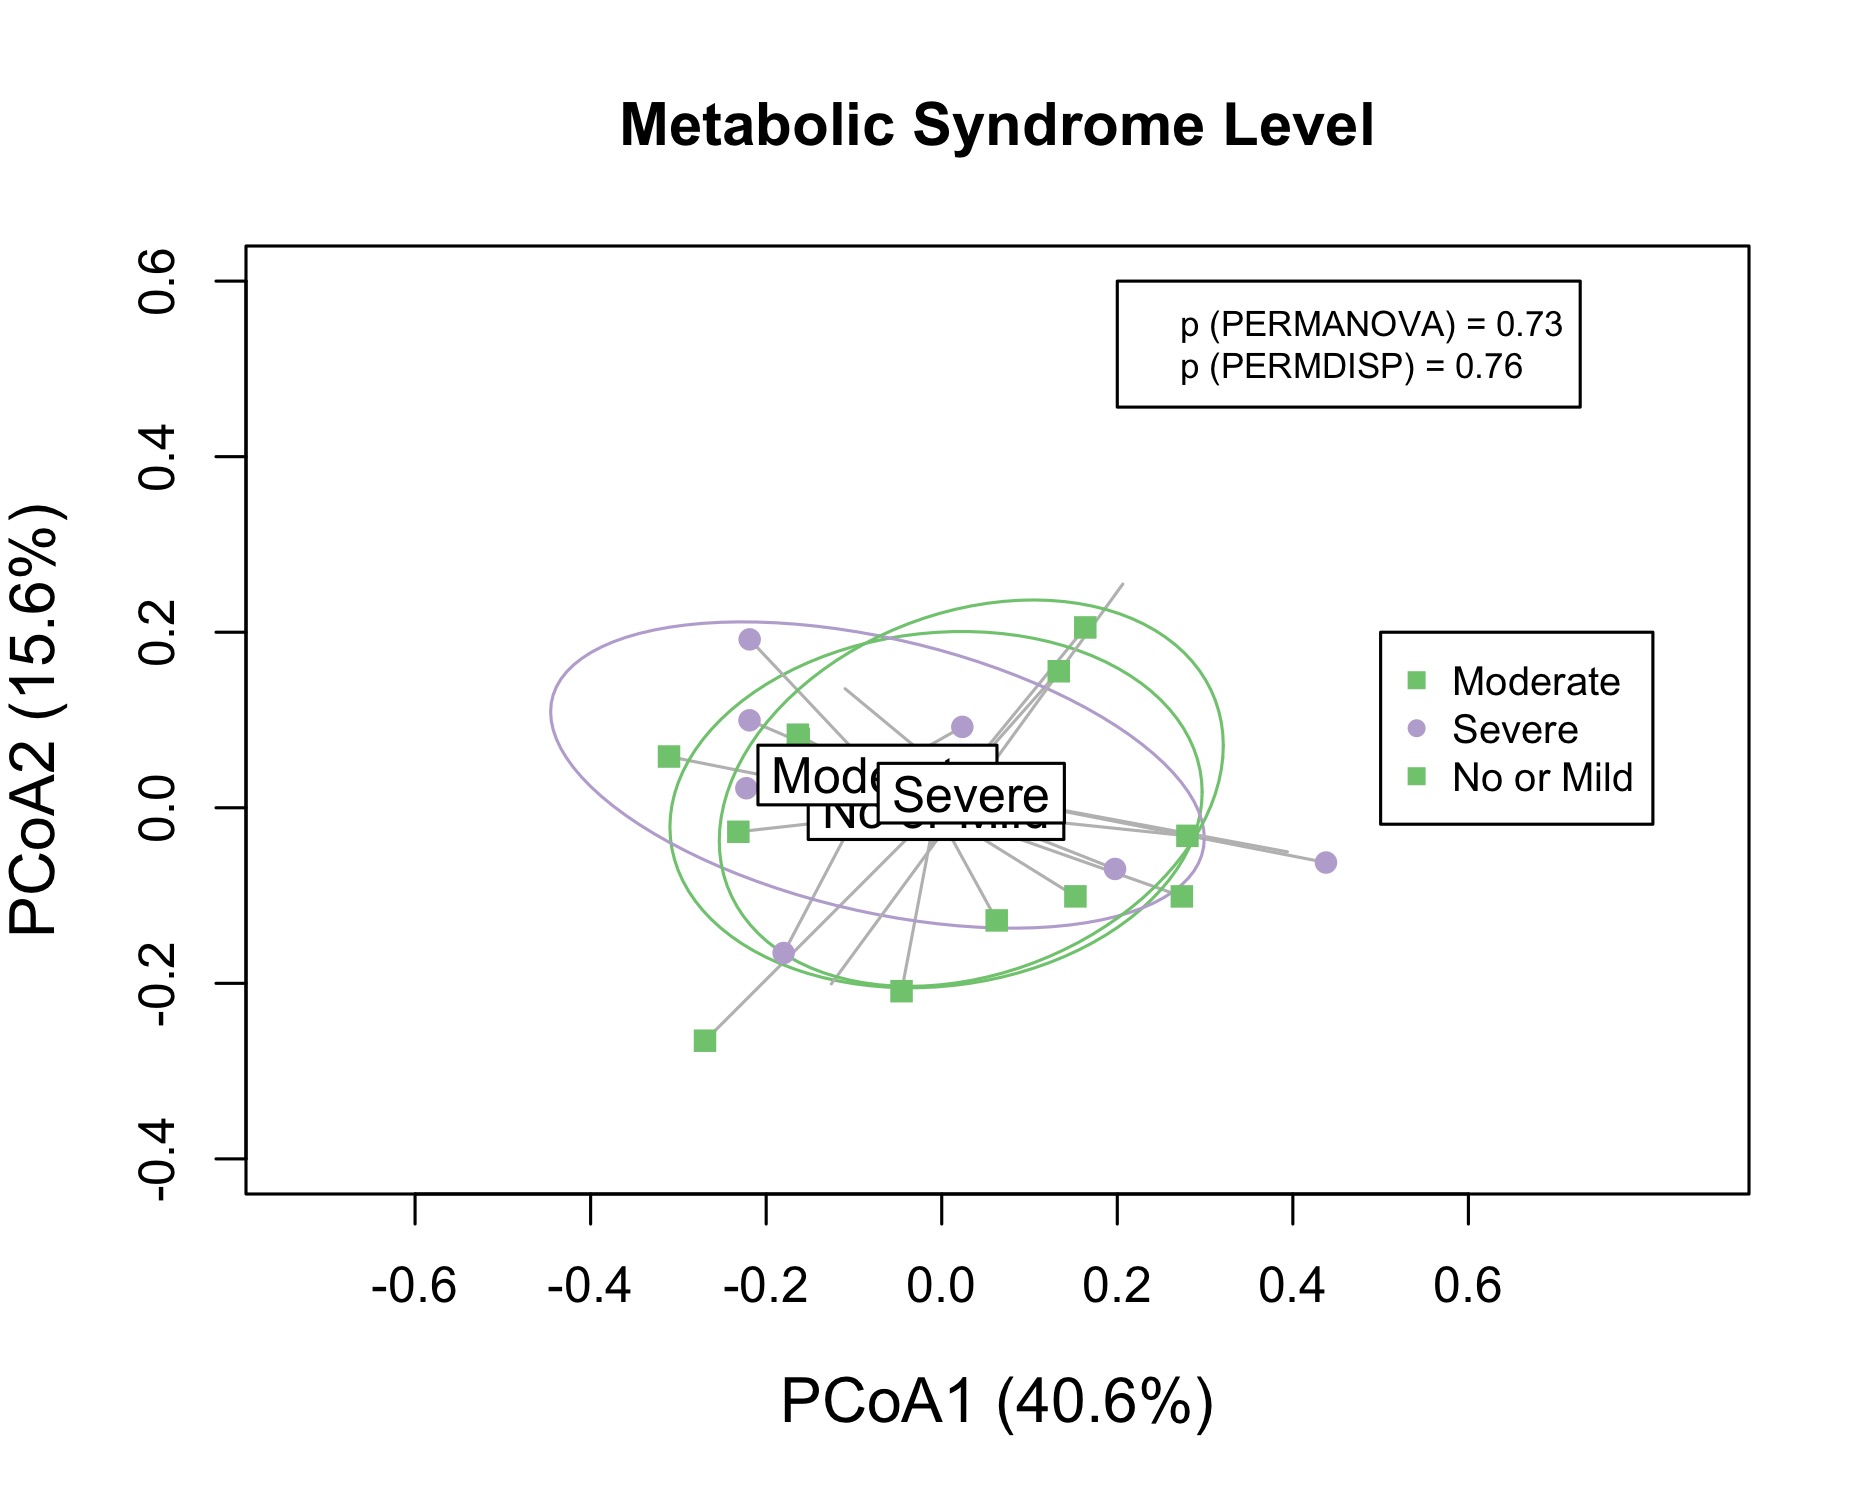 Metabolic Syndrome Level
PCoA2 (15.6%)
0.6
0.4
0.2
0.0
-0.2
-0.4
p (PERMANOVA) = 0.73
p (PERMDISP) = 0.76
Moderate
Severe
No or Mild
Severe
No or Mild
-0.6
-0.4
-0.2
0.0
0.2
0.4
0.6
PCoA1 (40.6%)